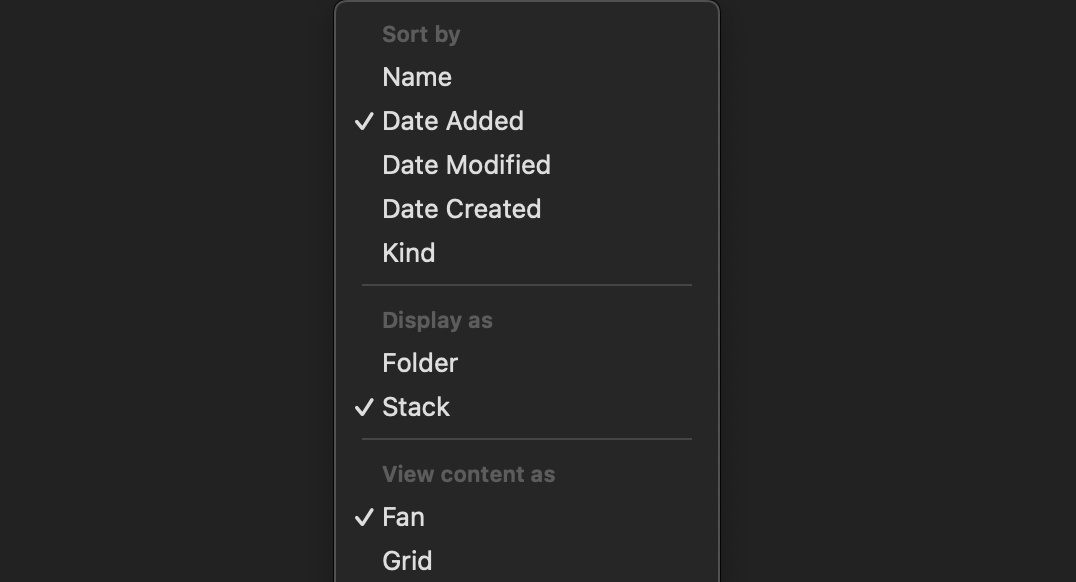 Sort by
Name
✓ Date Added
Date Modified
Date Created
Kind
Display as
Folder
✓ Stack
View content as
✓ Fan
Grid